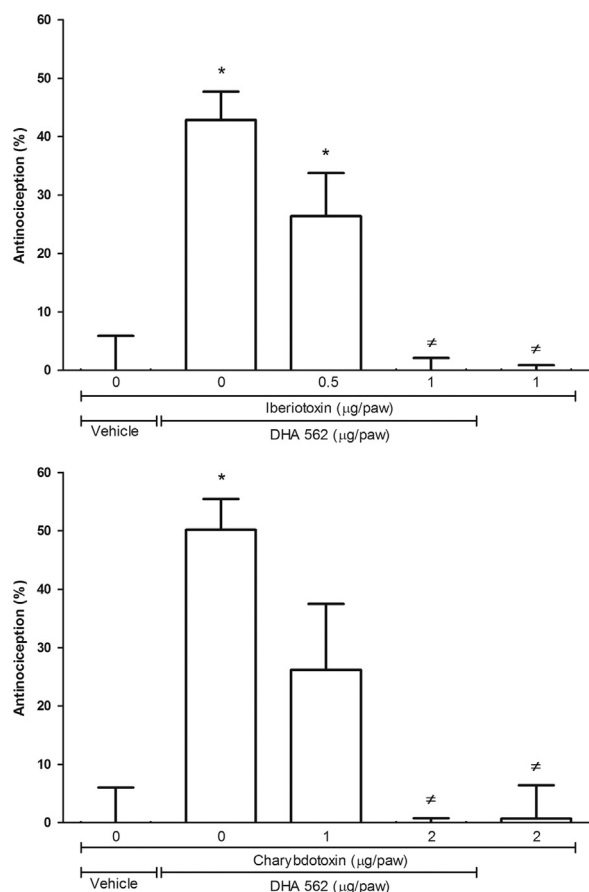 60
50
*
40
*
Antinociception (%)
30
20
10
≠
≠
0
0 0 0.5 1 1
Iberiotoxin (µg/paw)
Vehicle
DHA 562 (µg/paw)
60
*
50
40
Antinociception (%)
30
20
10
≠
≠
0
0 0 1 2 2
Charybdotoxin (µg/paw)
Vehicle
DHA 562 (µg/paw)